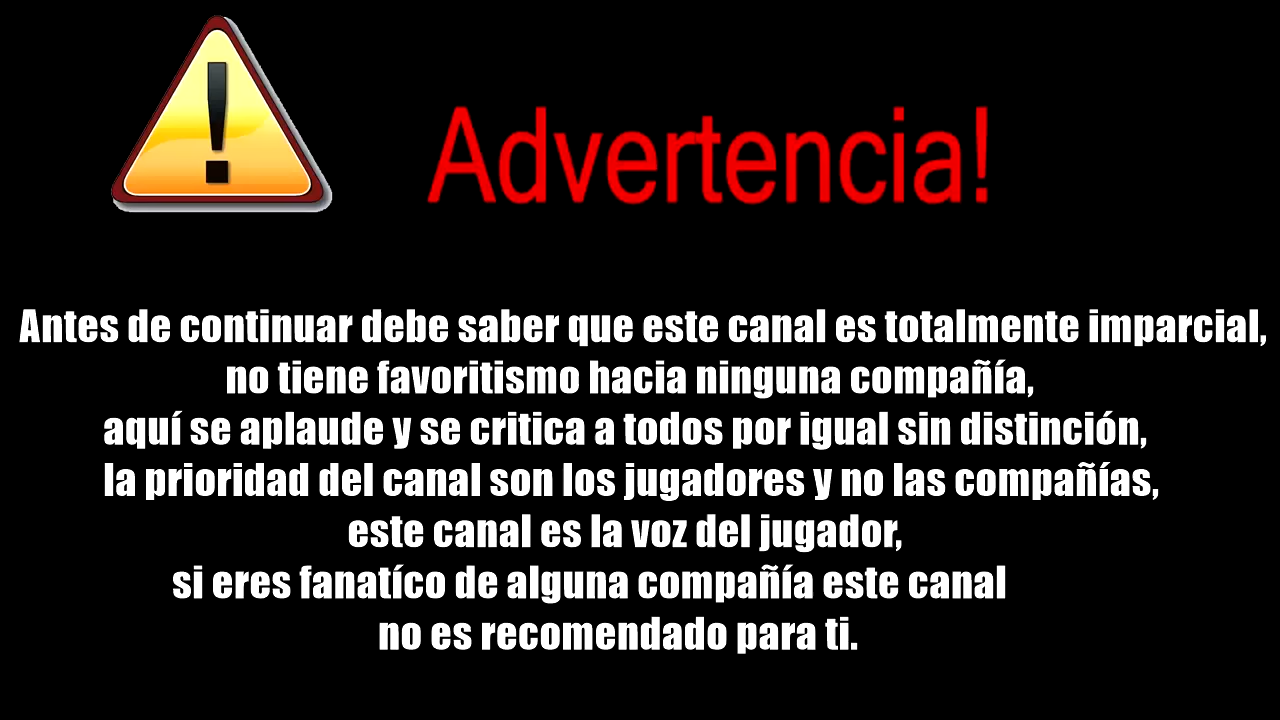 Advertencia!
Antes de continuar debe saber que este canal es totalmente imparcial,
no tiene favoritismo hacia ninguna compañía,
aquí se aplaude y se critica a todos por igual sin distinción,
la prioridad del canal son los jugadores y no las compañías,
este canal es la voz del jugador,
si eres fanatíco de alguna compañía este canal
no es recomendado para ti.